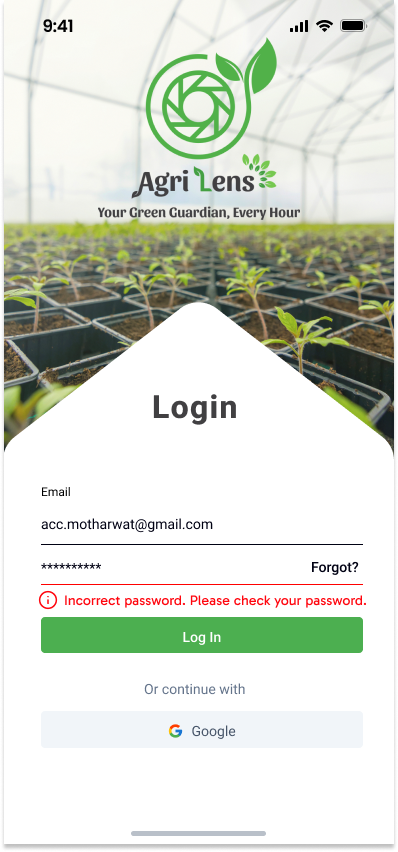 9:41
Agri Lens
Your Green Guardian, Every Hour
Login
Email
acc.motharwat@gmail.com
********** Forgot?
Incorrect password. Please check your password.
Log In
Or continue with
Google